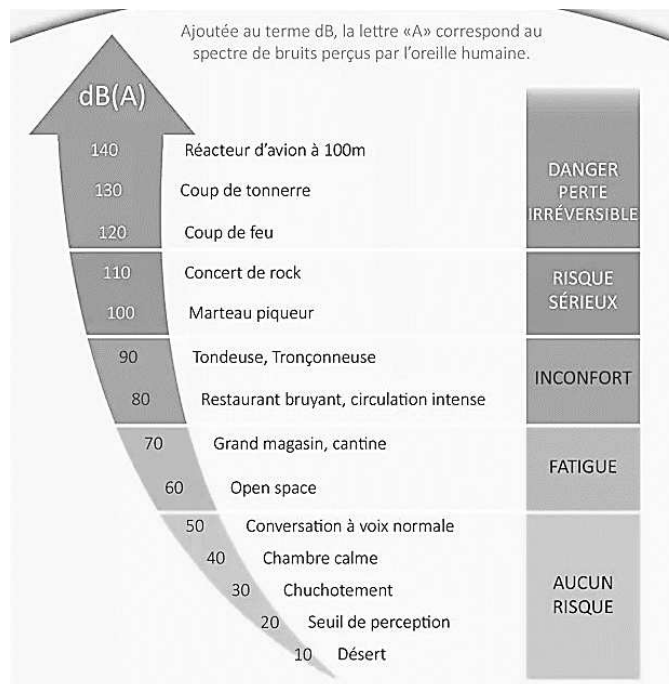 Ajoutée au terme dB, la lettre «A» correspond au
spectre de bruits perçus par l'oreille humaine.
dB(A)
140 Réacteur d'avion à 100m
130 Coup de tonnerre
120 Coup de feu
DANGER
PERTE
IRRÉVERSIBLE
110 Concert de rock
100 Marteau piqueur
RISQUE
SÉRIEUX
90 Tondeuse, Tronçonneuse
80 Restaurant bruyant, circulation intense
INCONFORT
70 Grand magasin, cantine
60 Open space
FATIGUE
50 Conversation à voix normale
40 Chambre calme
30 Chuchotement
20 Seuil de perception
10 Désert
AUCUN
RISQUE